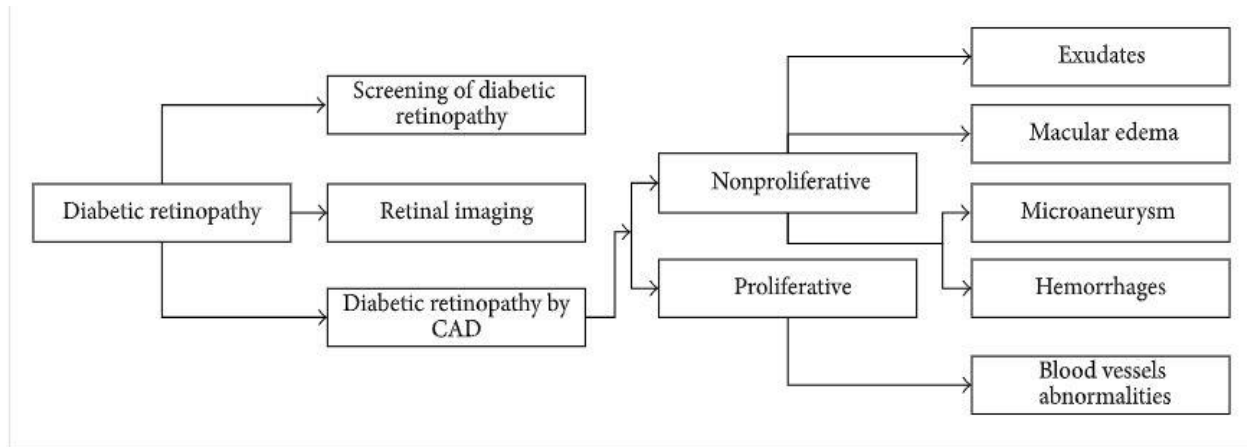 Diabetic retinopathy
Screening of diabetic
retinopathy
Retinal imaging
Diabetic retinopathy by
CAD
Nonproliferative
Proliferative
Exudates
Macular edema
Microaneurysm
Hemorrhages
Blood vessels
abnormalities